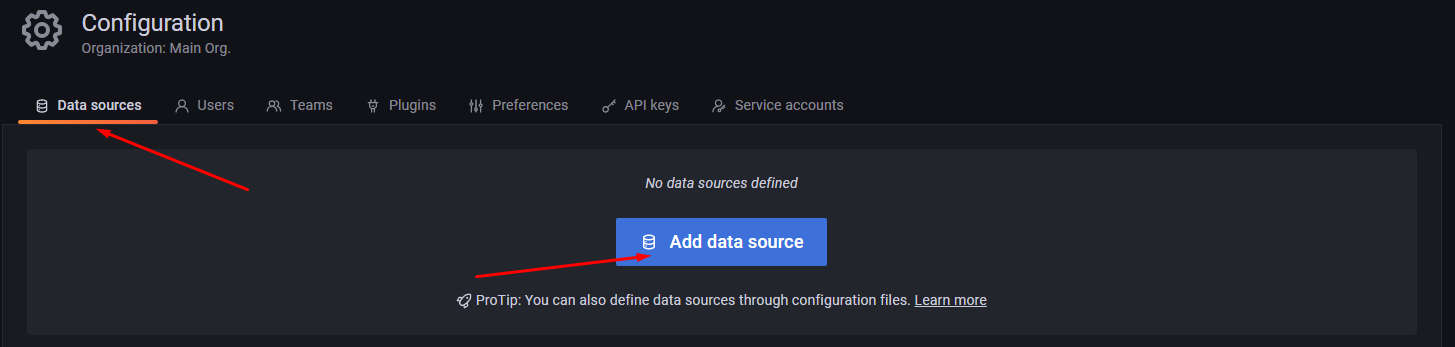 Configuration
Organization: Main Org.
Data sources Users Teams Plugins Preferences API keys Service accounts
No data sources defined
Add data source
ProTip: You can also define data sources through configuration files. Learn more